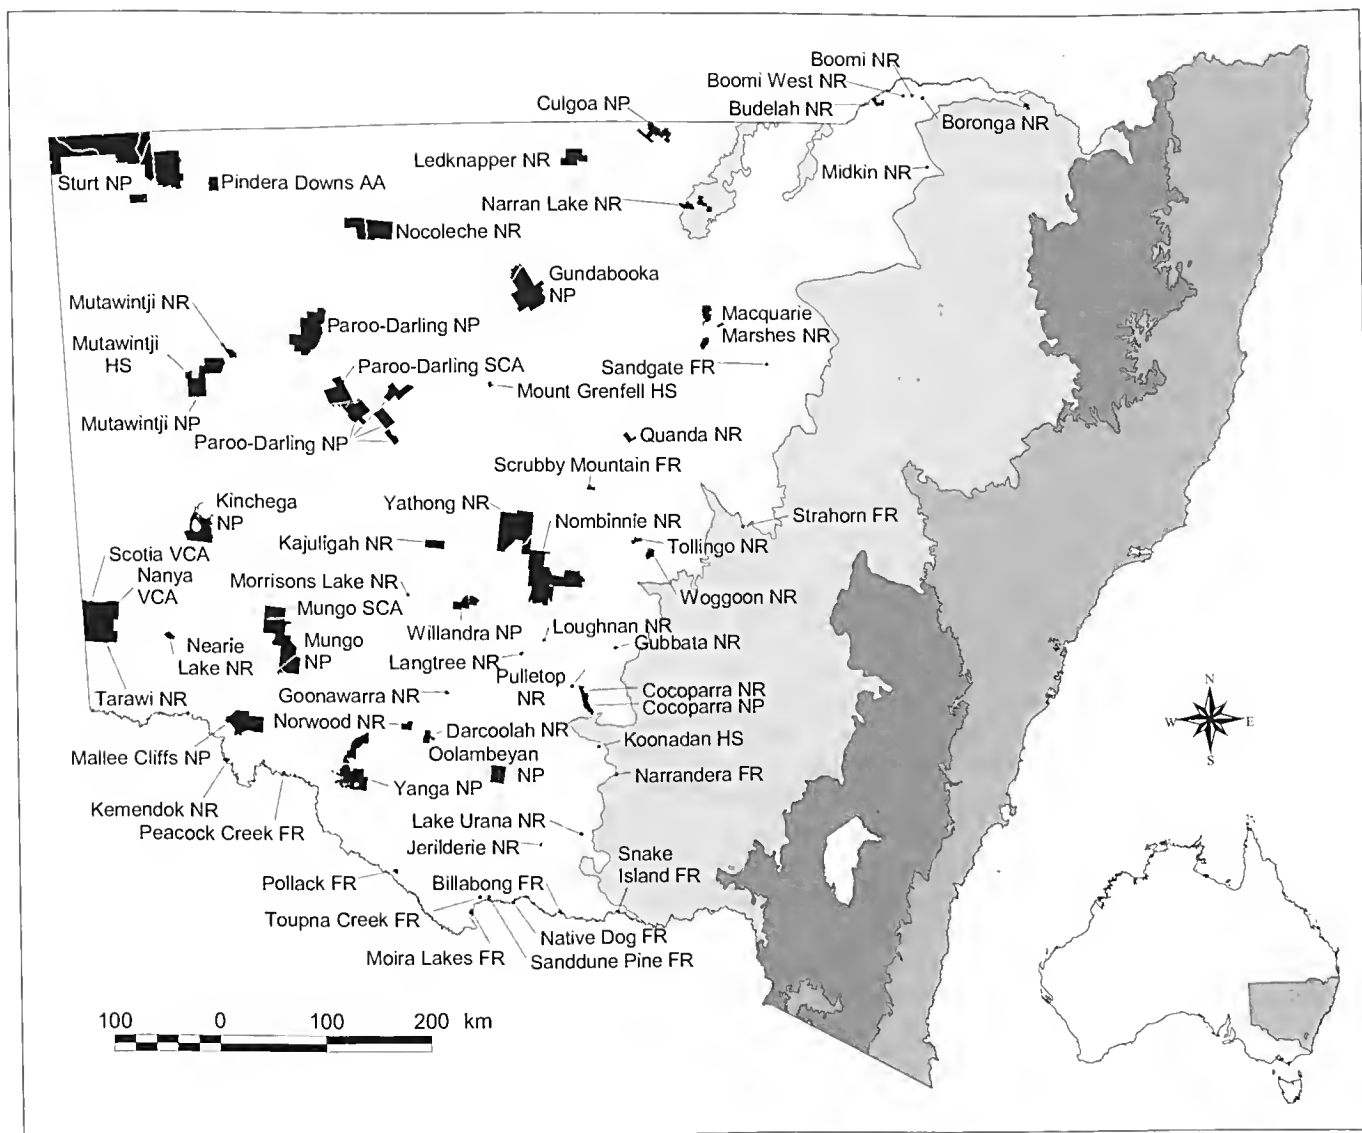 Boomi NR
Boomi West NR
Budelah NR
Culgoa NP
Boronga NR
Ledknapper NR
Midkin NR
Sturt NP
Pindera Downs AA
Narran Lake NR
Nocoleche NR
Gundabooka
NP
Mutawintji NR
Macquarie
Marshes NR
Paroo-Darling NP
Mutawintji
HS
Paroo-Darling SCA
Sandgate FR
Mount Grenfell HS
Mutawintji NP
Paroo-Darling NP
Quanda NR
Scrubby Mountain FR
Kinchega
NP
Yathong NR
Nombinnie NR
Strahorn FR
Kajuligah NR
Tollingo NR
Scotia VCA
Nanya
VCA
Morrisons Lake NR
Woggoon NR
Mungo SCA
Willandra NP
Loughnan NR
Nearie
Lake NR
Mungo
NP
Gubbata NR
Langtree NR
Pulletop
NR
Tarawi NR
Goonawarra NR
Cocoparra NR
Cocoparra NP
Norwood NR
Darcoolah NR
Koonadan HS
Mallee Cliffs NP
Oolambeyan
NP
Yanga NP
Narrandera FR
Kemendok NR
Peacock Creek FR
Lake Urana NR
Jerilderie NR
Snake
Island FR
Pollack FR
Billabong FR
Toupna Creek FR
Native Dog FR
Moira Lakes FR
Sanddune Pine FR
N
W
E
S
100 0 100 200 km